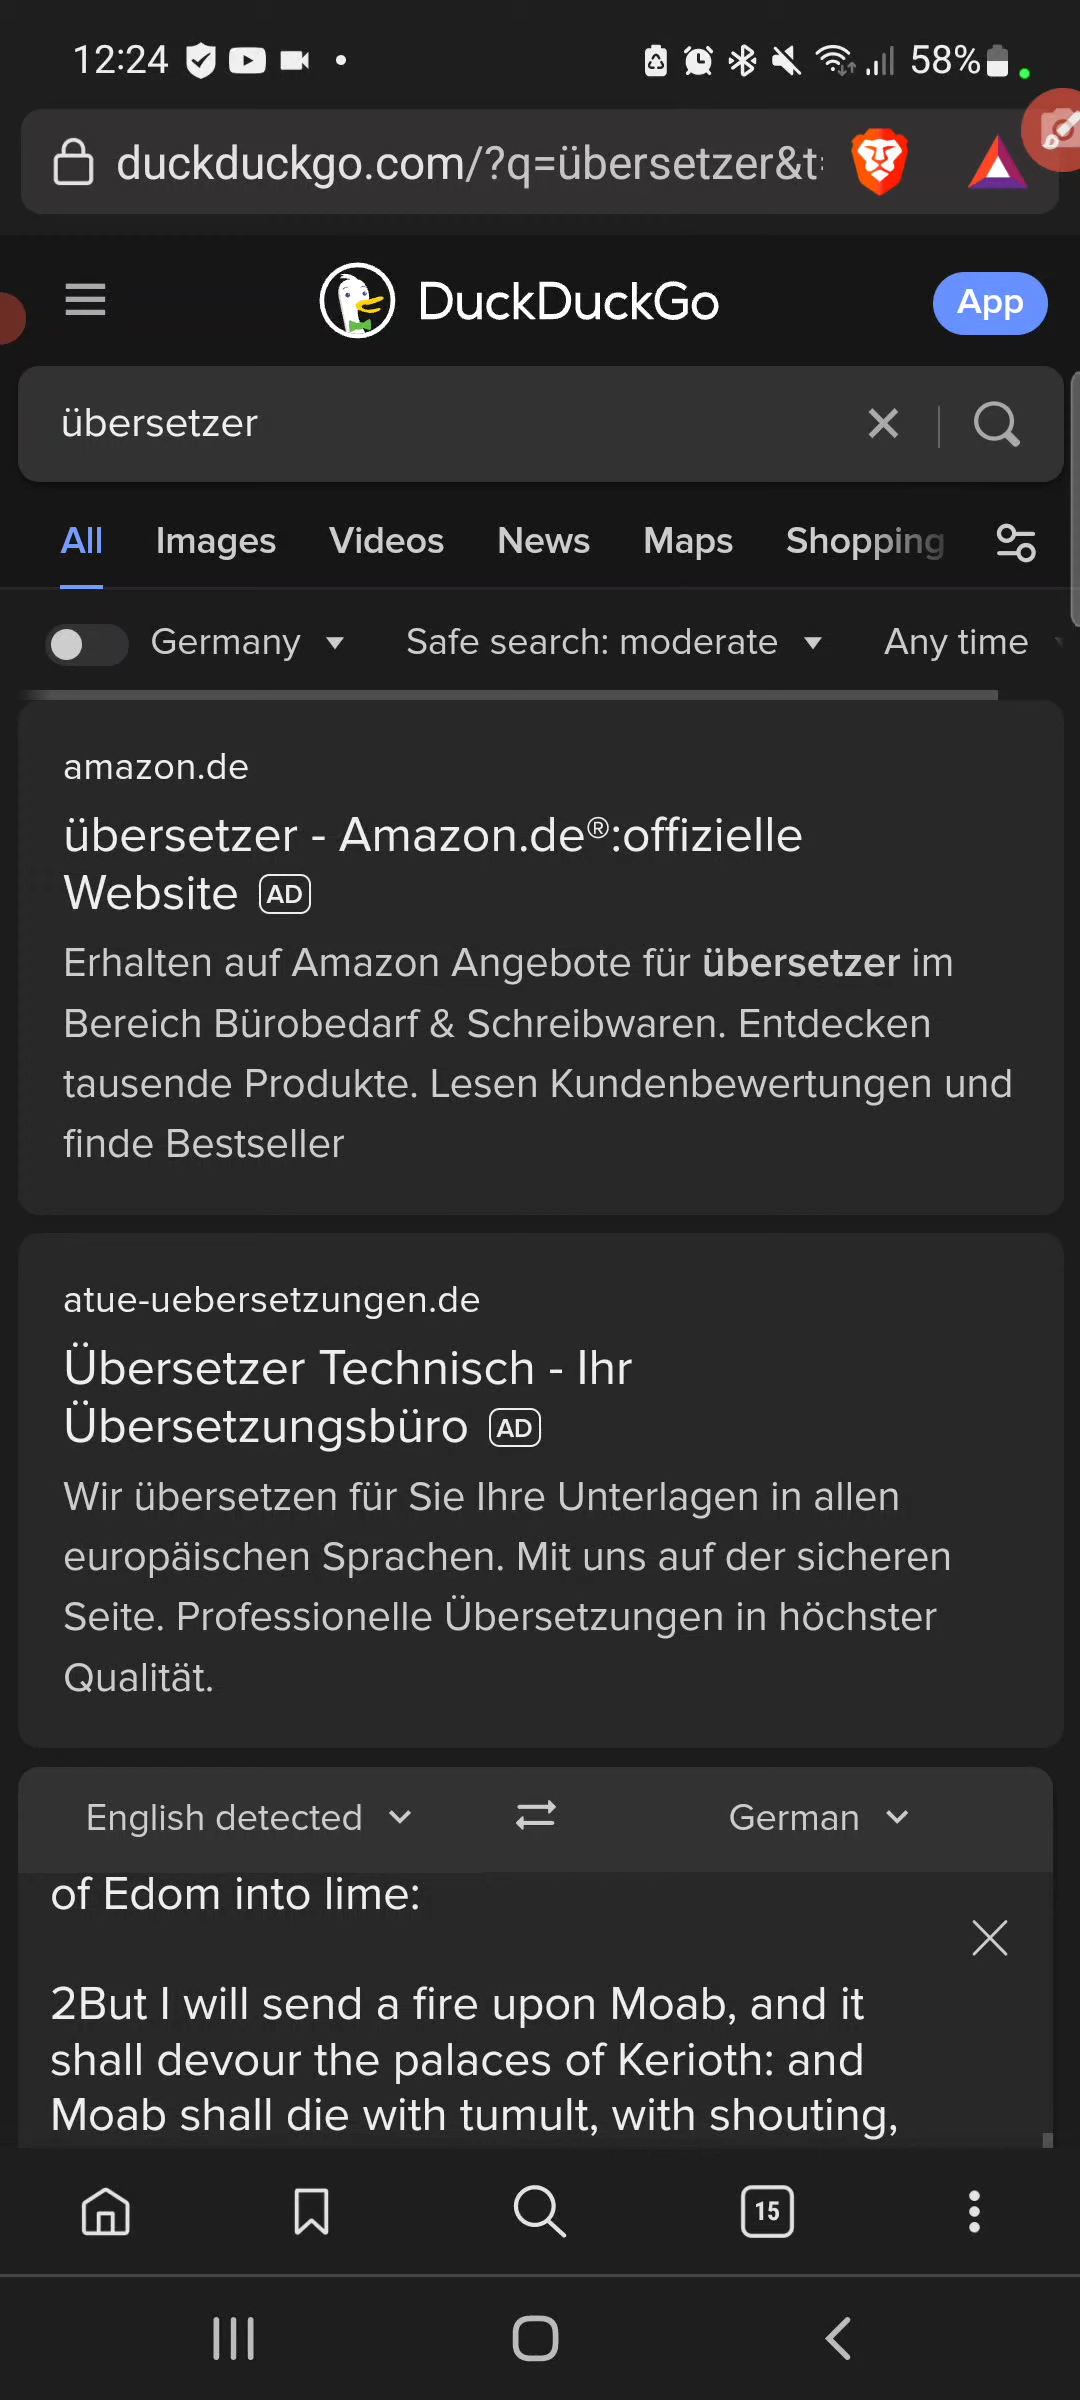 12:24
58%
duckduckgo.com/?q=übersetzer&t
DuckDuckGo
App
übersetzer
All Images Videos News Maps Shopping
Germany Safe search: moderate Any time
amazon.de
übersetzer - Amazon.de®:offizielle
Website AD
Erhalten auf Amazon Angebote für übersetzer im
Bereich Bürobedarf & Schreibwaren. Entdecken
tausende Produkte. Lesen Kundenbewertungen und
finde Bestseller
atue-uebersetzungen.de
Übersetzer Technisch - Ihr
Übersetzungsbüro AD
Wir übersetzen für Sie Ihre Unterlagen in allen
europäischen Sprachen. Mit uns auf der sicheren
Seite. Professionelle Übersetzungen in höchster
Qualität.
English detected German
of Edom into lime:
2But I will send a fire upon Moab, and it
shall devour the palaces of Kerioth: and
Moab shall die with tumult, with shouting,
15